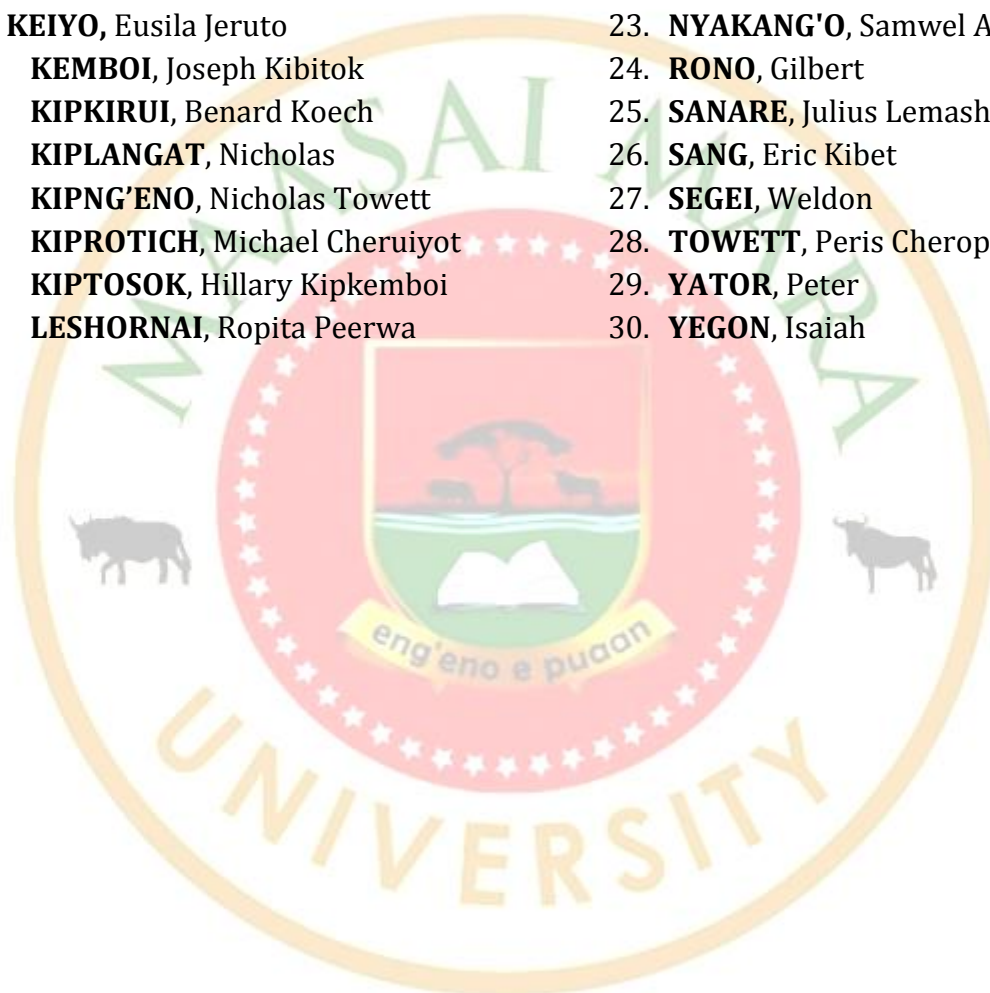 KEIYO, Eusila Jeruto
KEMBOI, Joseph Kibitok
KIPKIRUI, Benard Koech
KIPLANGAT, Nicholas
KIPNG’ENO, Nicholas Towett
KIPROTICH, Michael Cheruiyot
KIPTOSOK, Hillary Kipkemboi
LESHORNAI, Ropita Peerwa
23. NYAKANG'O, Samwel A
24. RONO, Gilbert
25. SANARE, Julius Lemash
26. SANG, Eric Kibet
27. SEGEI, Weldon
28. TOWETT, Peris Cherop
29. YATOR, Peter
30. YEGON, Isaiah
MAASAI MARA
eng'eno e puaan
UNIVERSITY